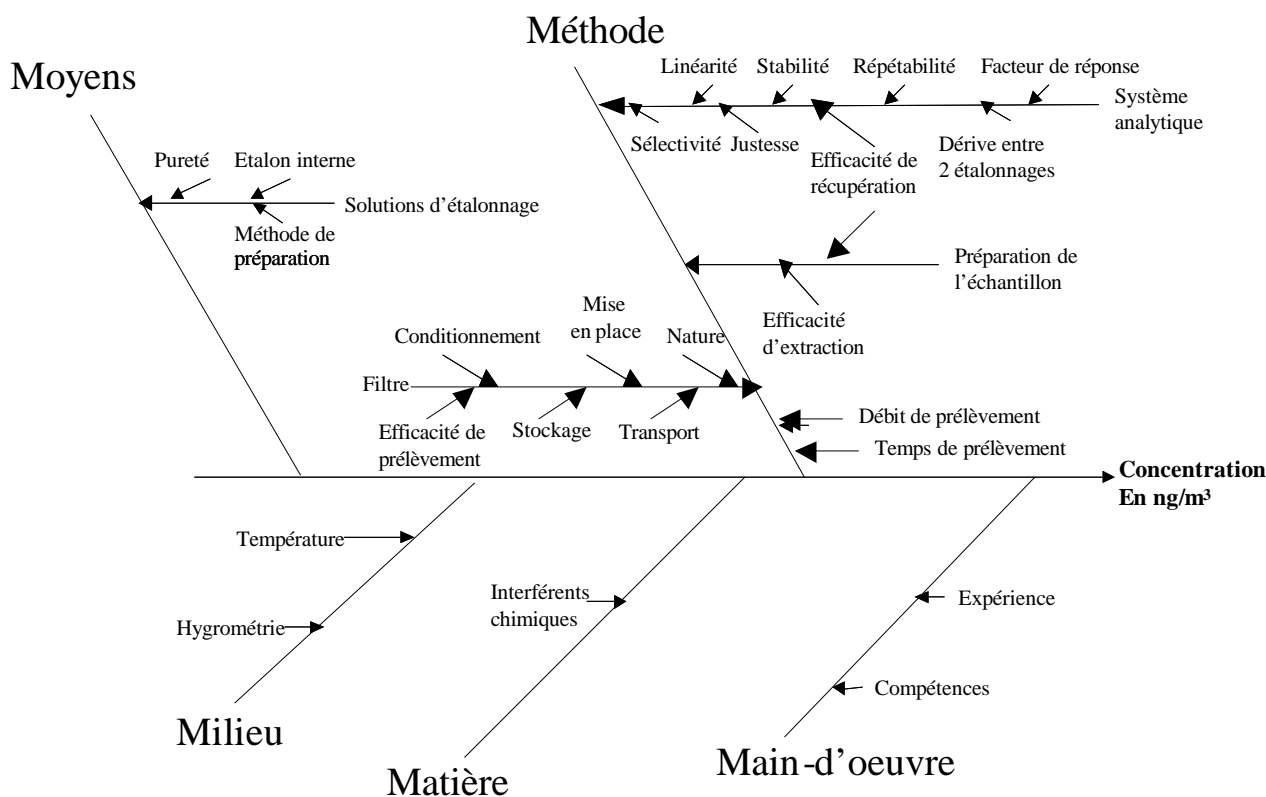 Méthode
Moyens
Linéarité Stabilité Répétabilité Facteur de réponse
Système
analytique
Sélectivité Justesse Efficacité de
récupération
Dérive entre
2 étalonnages
Pureté Etalon interne
Solutions d’étalonnage
Méthode de
préparation
Préparation de
l’échantillon
Efficacité
d’extraction
Mise
en place
Conditionnement
Nature
Filtre
Efficacité de
prélèvement
Stockage
Transport
Débit de prélèvement
Temps de prélèvement
Concentration
En ng/m³
Température
Hygrométrie
Interférents
chimiques
Expérience
Compétences
Milieu
Matière
Main-d’oeuvre